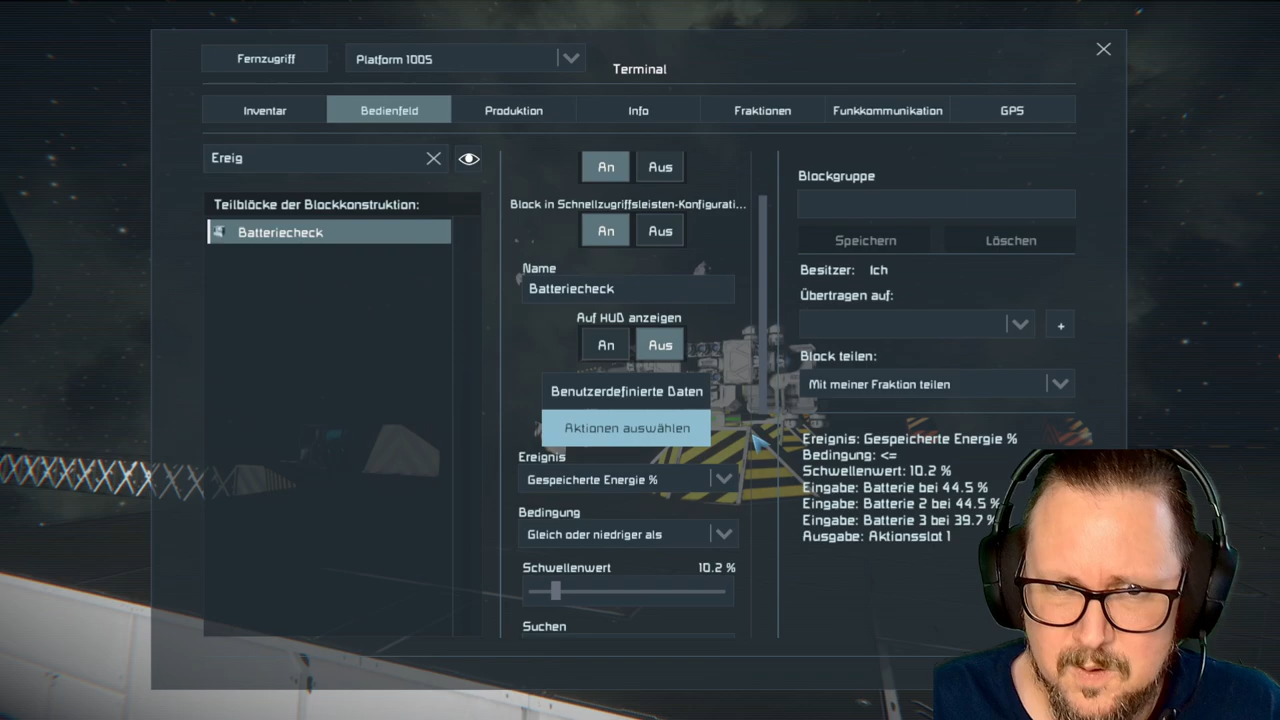 Fernzugriff
Platform 100S
Terminal
Inventar
Bedienfeld
Produktion
Info
Fraktionen
Funkkommunikation
GPS
Ereig
Teilblöcke der Blockkonstruktion:
Batteriecheck
An
Aus
Block in Schnellzugriffsleisten-Konfigurati...
An
Aus
Name
Batteriecheck
Auf HUD anzeigen
An
Aus
Benutzerdefinierte Daten
Aktionen auswählen
Ereignis
Gespeicherte Energie %
Bedingung
Gleich oder niedriger als
Schwellenwert 10.2 %
Suchen
Blockgruppe
Speichern
Löschen
Besitzer: Ich
Übertragen auf:
+
Block teilen:
Mit meiner Fraktion teilen
Ereignis: Gespeicherte Energie %
Bedingung: <=
Schwellenwert: 10.2 %
Eingabe: Batterie bei 44.5 %
Eingabe: Batterie 2 bei 44.5 %
Eingabe: Batterie 3 bei 39.7 %
Ausgabe: Aktionsslot 1